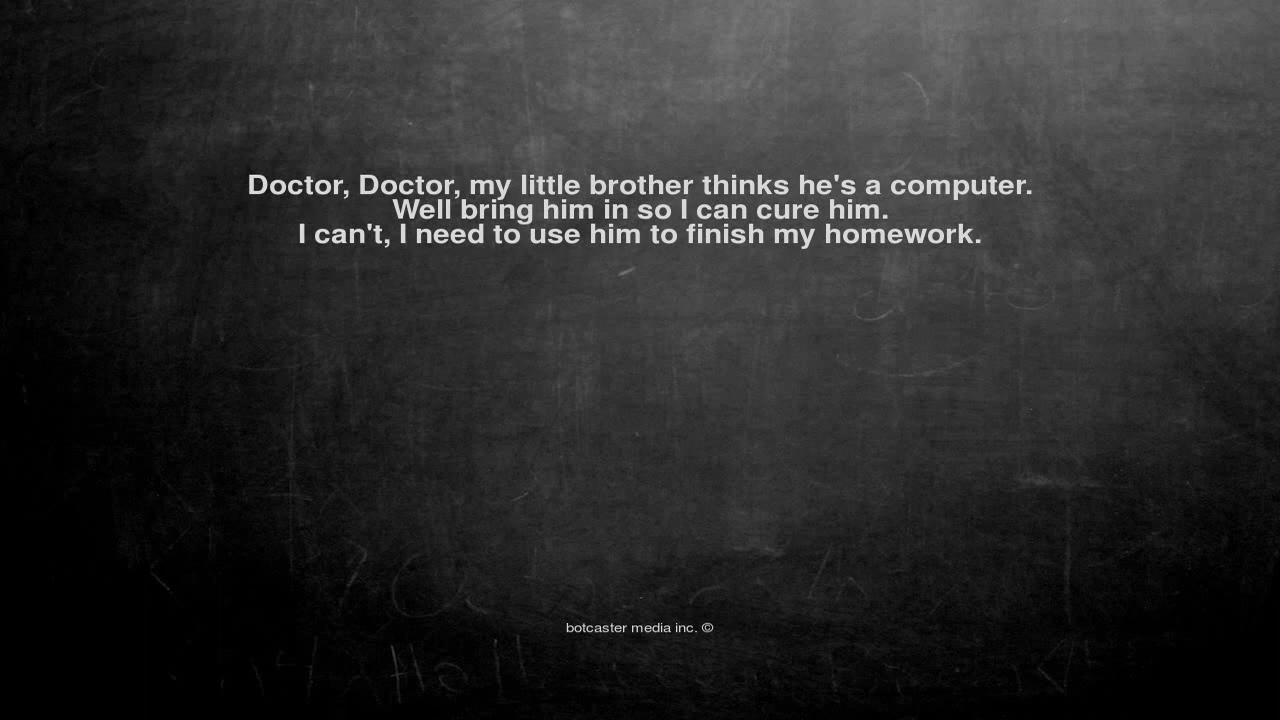 Doctor, Doctor, my little brother thinks he's a computer.
Well bring him in so I can cure him.
I can't, I need to use him to finish my homework.
botcaster media inc. ©